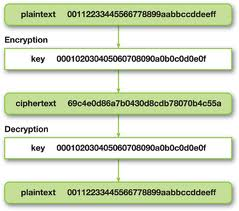 plaintext 00112233445566778899aabbccddeeff
Encryption
key 000102030405060708090a0b0c0d0e0f
ciphertext 69c4e0d86a7b0430d8cdb78070b4c55a
Decryption
key 000102030405060708090a0b0c0d0e0f
plaintext 00112233445566778899aabbccddeeff